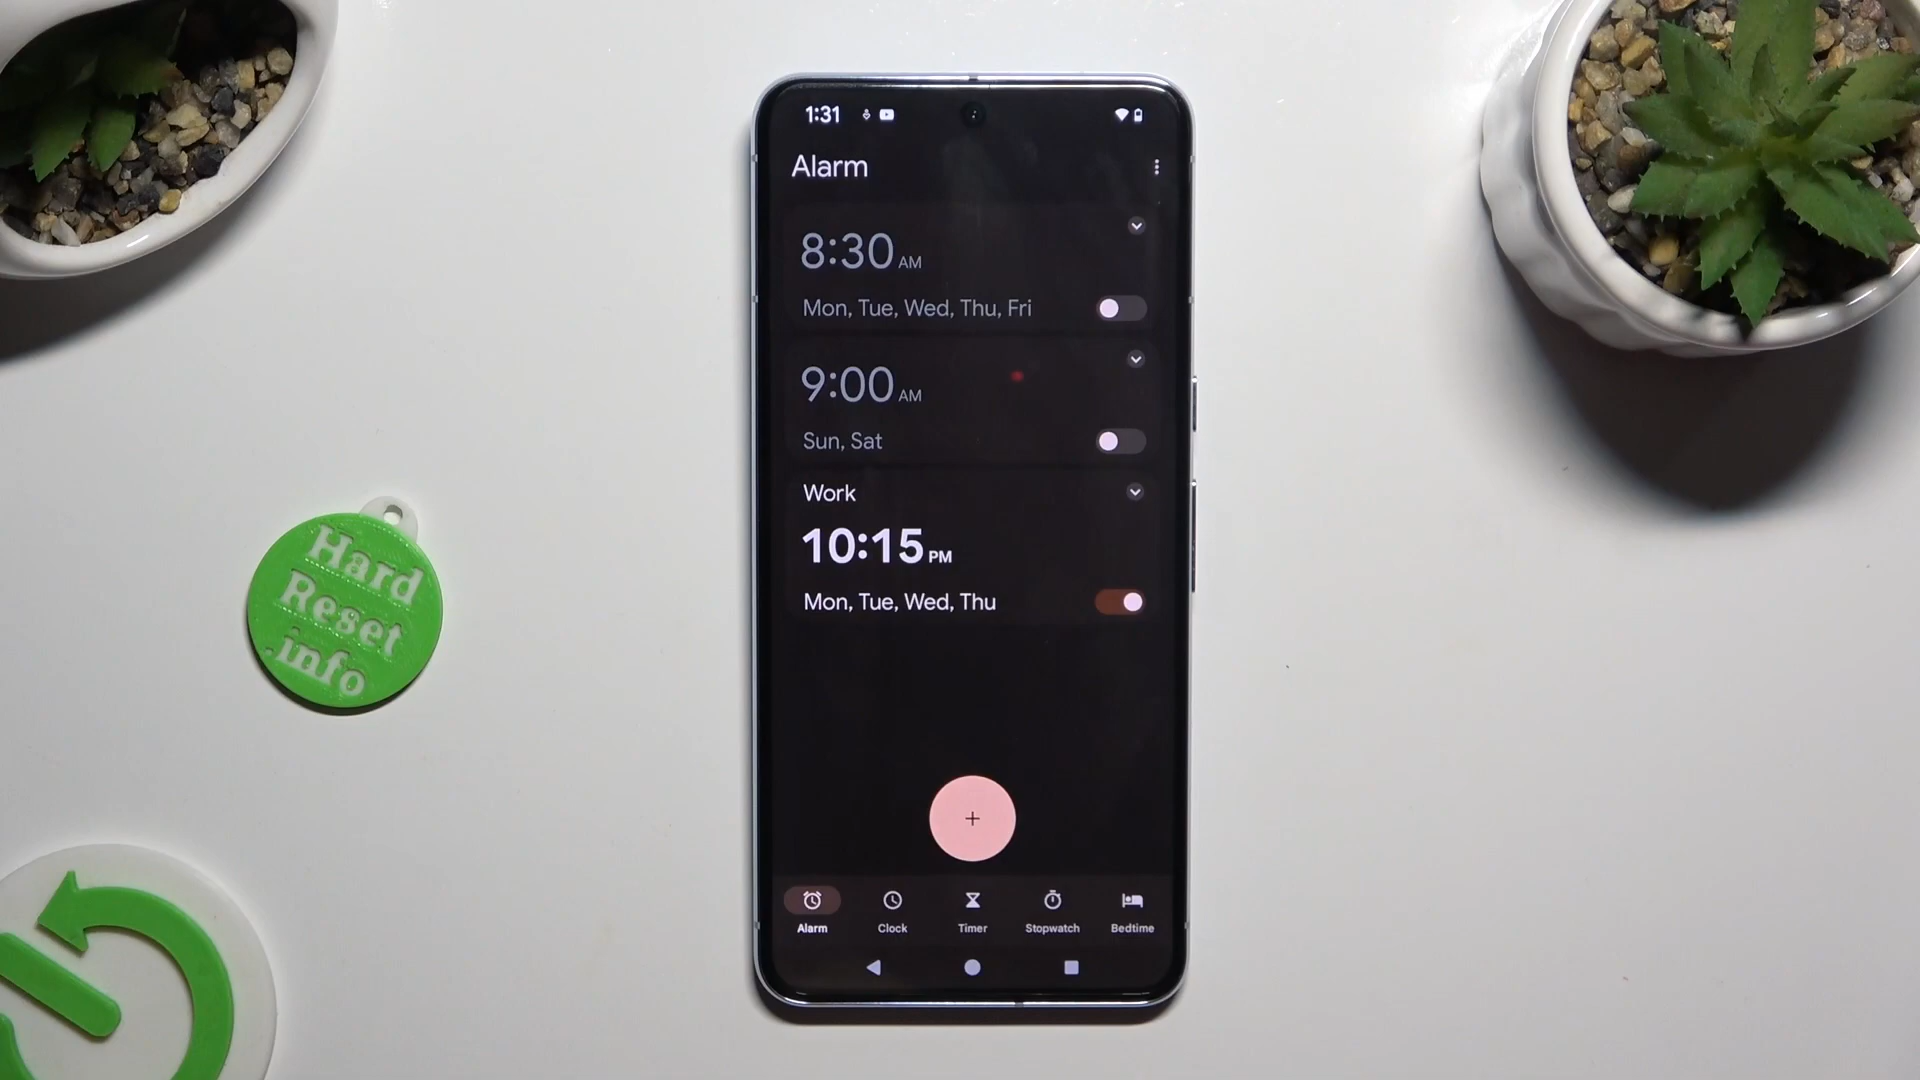 1:31
Alarm
8:30 AM
Mon, Tue, Wed, Thu, Fri
9:00 AM
Sun, Sat
Work
10:15 PM
Mon, Tue, Wed, Thu
+
Alarm
Clock
Timer
Stopwatch
Bedtime
Hard
Reset
.info